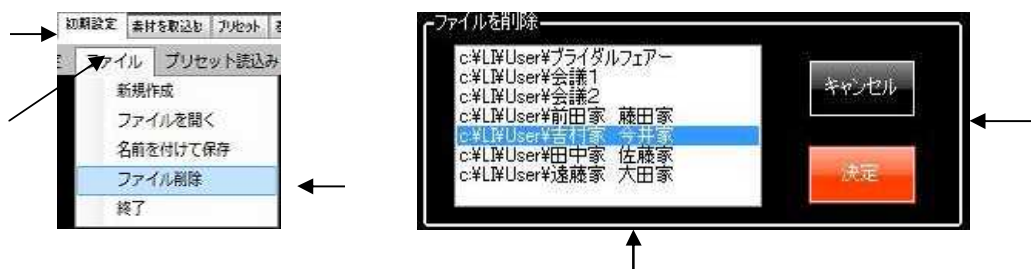 初期設定 素材を取込む プリセット
ファイル プリセット読込み
新規作成
ファイルを開く
名前を付けて保存
ファイル削除
終了
ファイルを削除
c:¥LI¥User¥ブライダルフェアー
c:¥LI¥User¥会議1
c:¥LI¥User¥会議2
c:¥LI¥User¥前田家 藤田家
c:¥LI¥User¥吉村家 今井家
c:¥LI¥User¥田中家 佐藤家
c:¥LI¥User¥遠藤家 大田家
キャンセル
決定